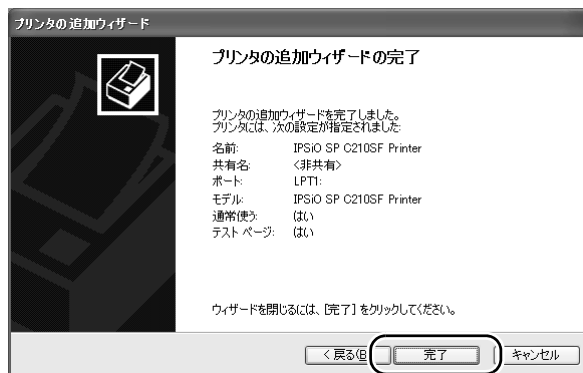 プリンタの追加ウィザード
プリンタの追加ウィザードの完了
プリンタの追加ウィザードを完了しました。
プリンタには、次の設定が指定されました:
名前: IPSiO SP C210SF Printer
共有名: <非共有>
ポート: LPT1:
モデル: IPSiO SP C210SF Printer
通常使う: はい
テスト ページ: はい
ウィザードを閉じるには、[完了] をクリックしてください。
< 戻る(B 完了 キャンセル